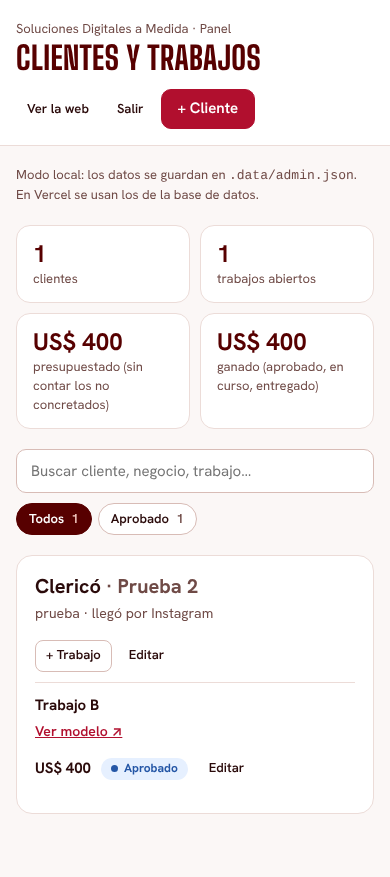 Soluciones Digitales a Medida · Panel
CLIENTES Y TRABAJOS
Ver la web
Salir
+ Cliente
Modo local: los datos se guardan en .data/admin.json.
En Vercel se usan los de la base de datos.
1
clientes
1
trabajos abiertos
US$ 400
presupuestado (sin
contar los no
concretados)
US$ 400
ganado (aprobado, en
curso, entregado)
Buscar cliente, negocio, trabajo...
Todos 1
Aprobado 1
Clericó · Prueba 2
prueba · llegó por Instagram
+ Trabajo
Editar
Trabajo B
Ver modelo ↗
US$ 400
Aprobado
Editar